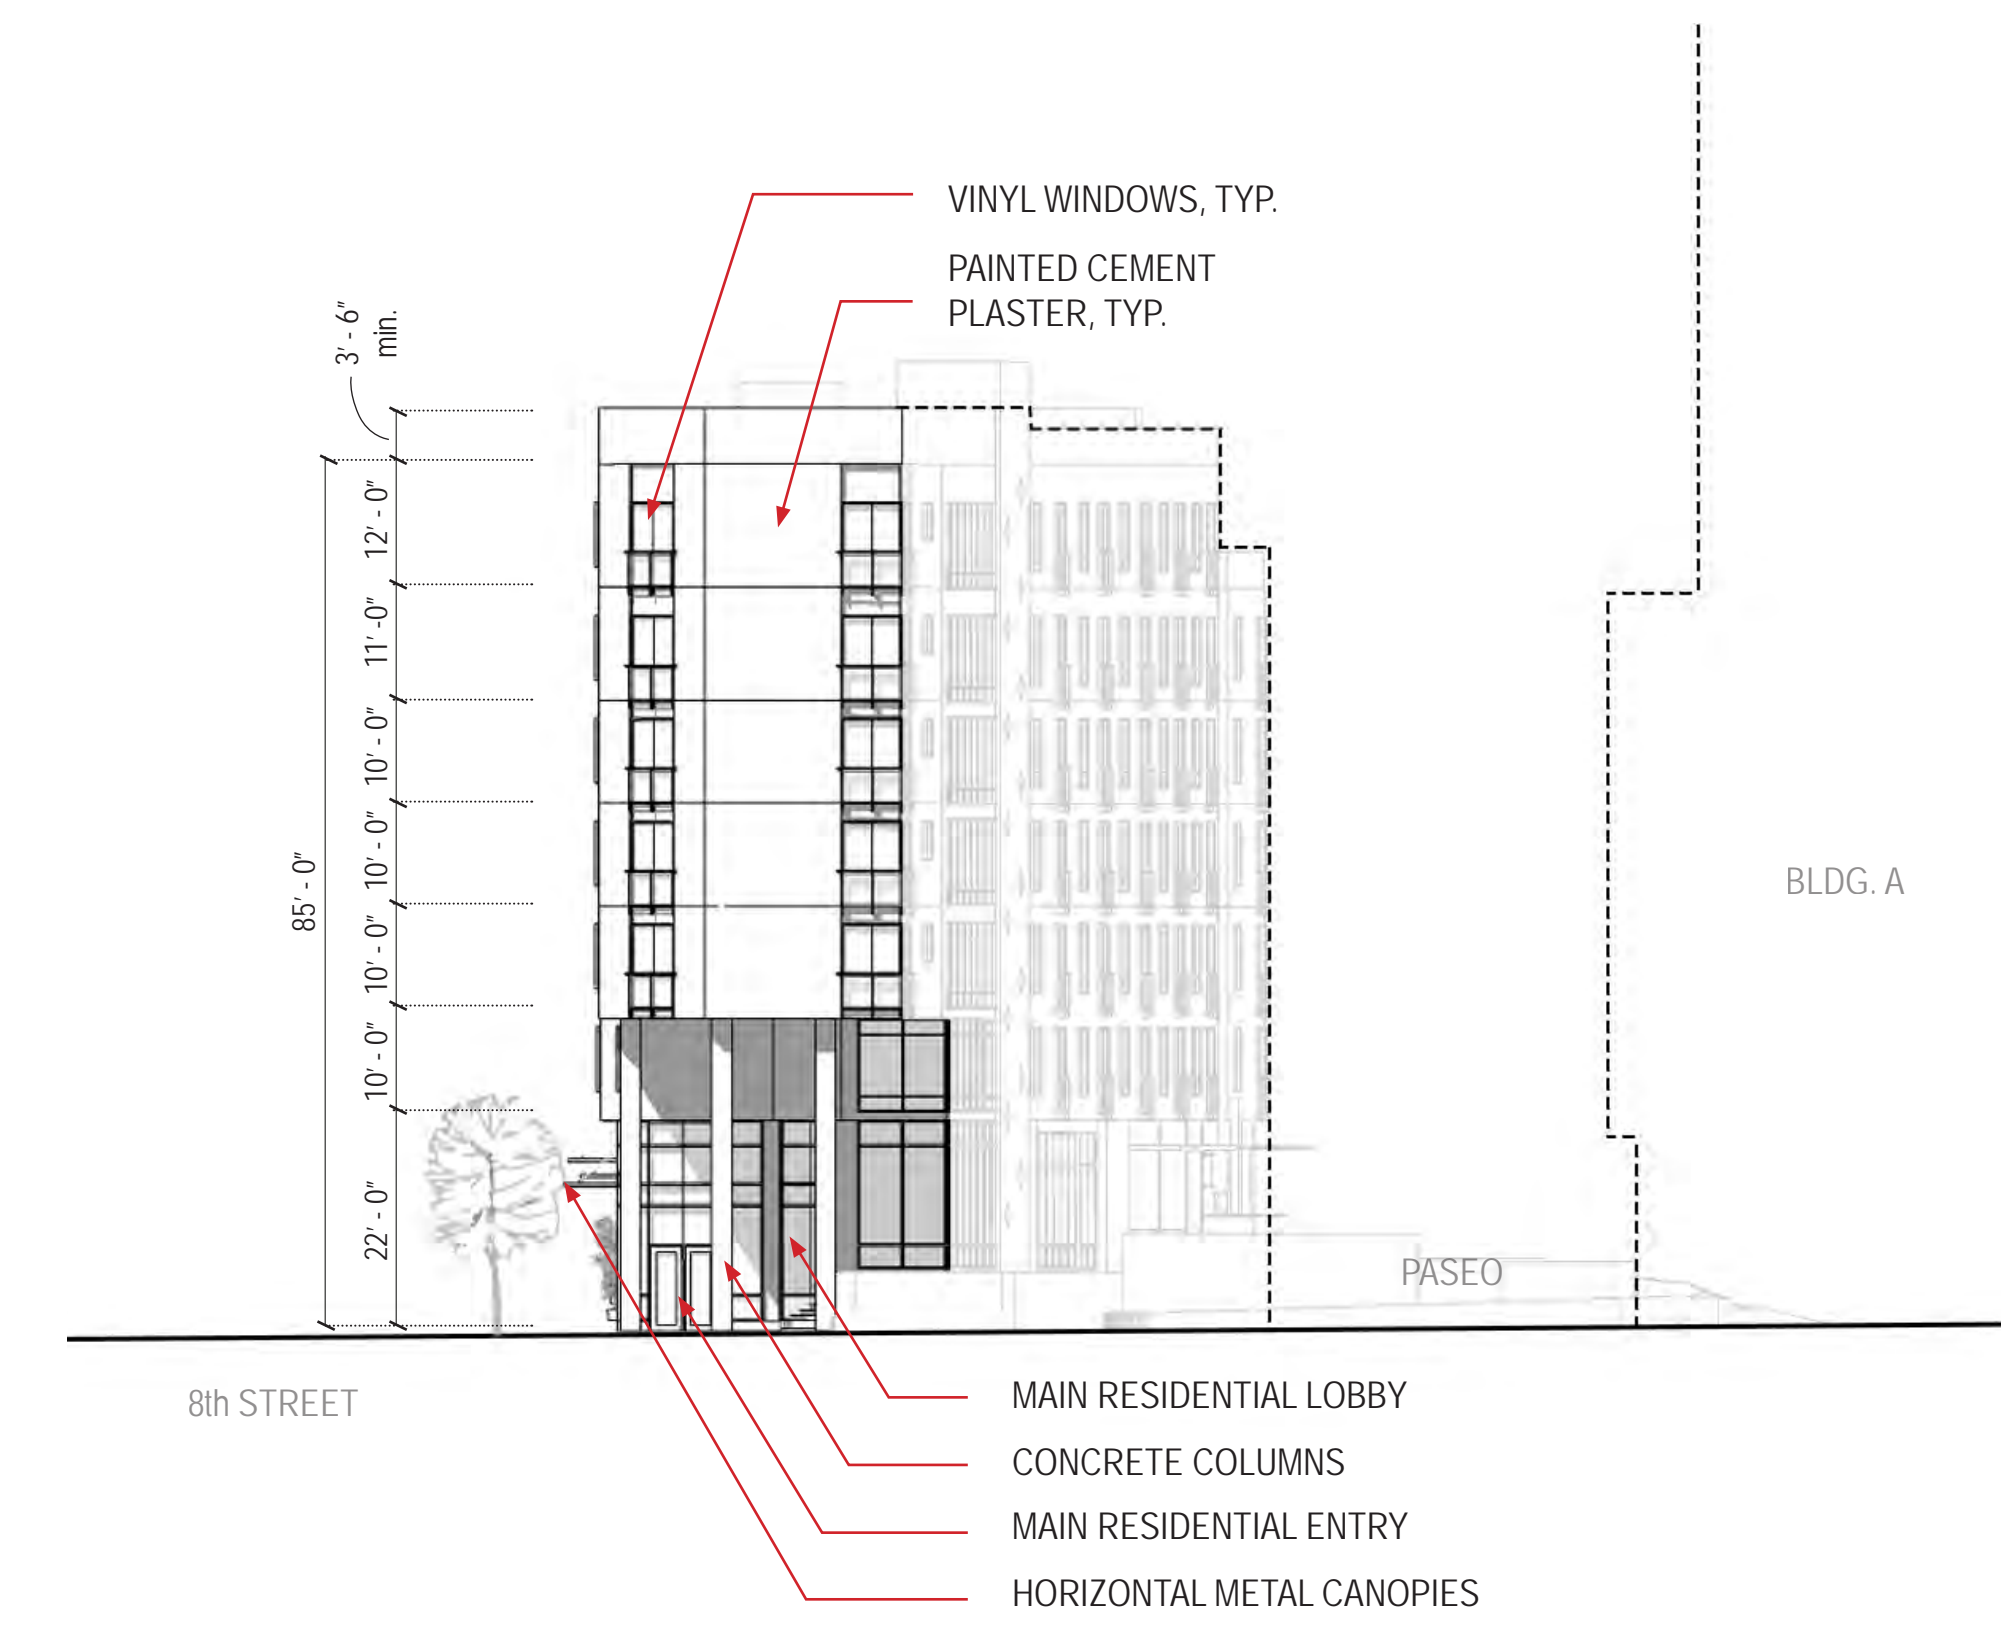 VINYL WINDOWS, TYP.
PAINTED CEMENT
PLASTER, TYP.
3' - 6"
min.
12' - 0"
11' -0"
10' - 0"
10' - 0"
10' - 0"
10' - 0"
22' - 0"
85' - 0"
BLDG. A
PASEO
8th STREET
MAIN RESIDENTIAL LOBBY
CONCRETE COLUMNS
MAIN RESIDENTIAL ENTRY
HORIZONTAL METAL CANOPIES